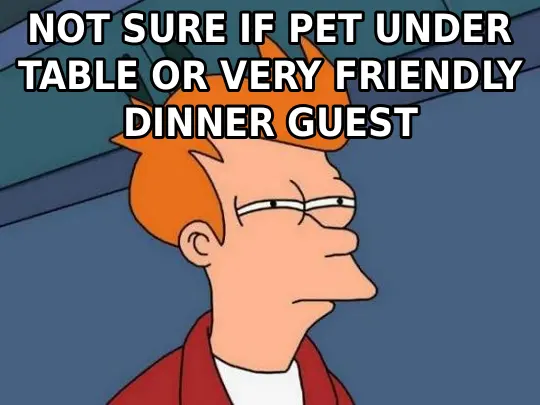 NOT SURE IF PET UNDER
TABLE OR VERY FRIENDLY
DINNER GUEST